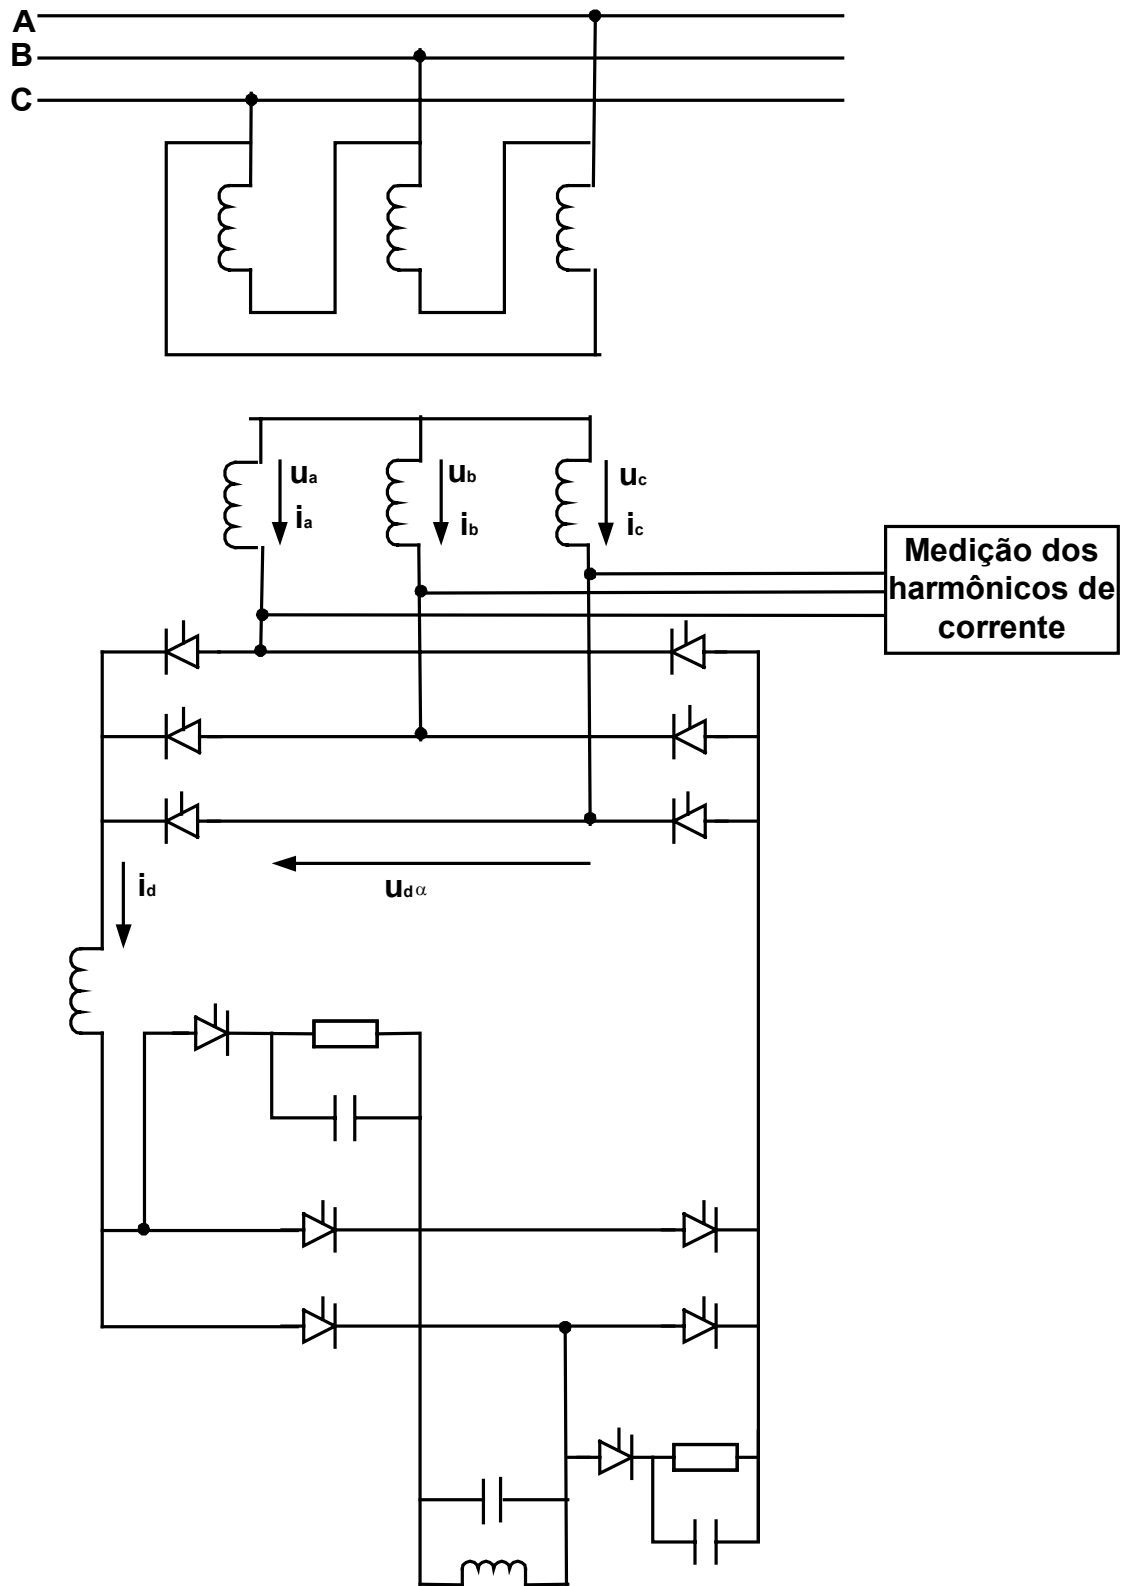 A
B
C
ua
ia
ub
ib
uc
ic
Medição dos
harmônicos de
corrente
id
udα